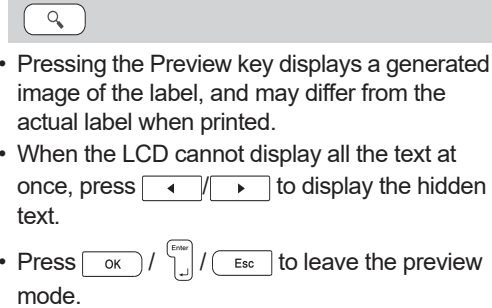 • Pressing the Preview key displays a generated
image of the label, and may differ from the
actual label when printed.
• When the LCD cannot display all the text at
once, press ◂ / ▸ to display the hidden
text.
• Press OK / Enter ↵ / Esc to leave the preview
mode.